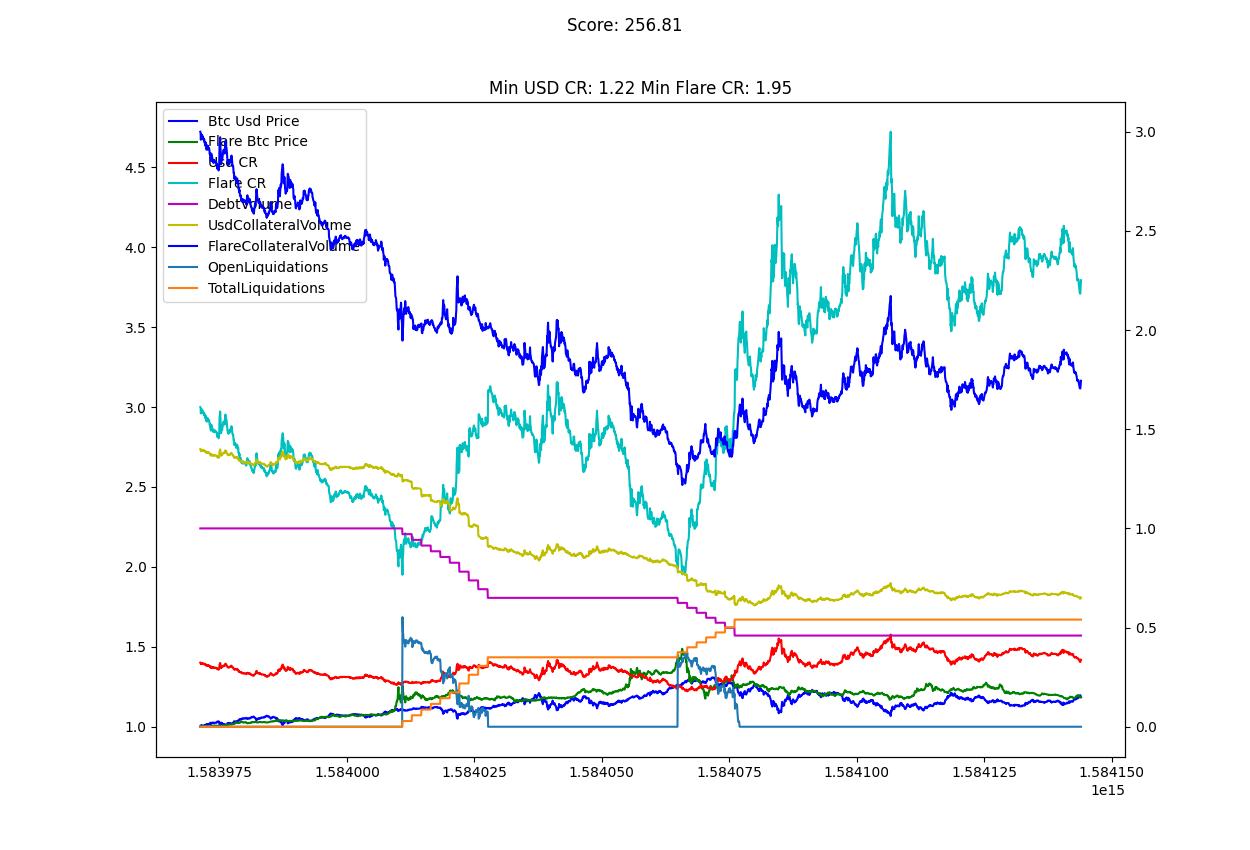 Score: 256.81
Min USD CR: 1.22 Min Flare CR: 1.95
Btc Usd Price
Flare Btc Price
Usd CR
Flare CR
DebtVolume
UsdCollateralVolume
FlareCollateralVolume
OpenLiquidations
TotalLiquidations
4.5
4.0
3.5
3.0
2.5
2.0
1.5
1.0
3.0
2.5
2.0
1.5
1.0
0.5
0.0
1.583975
1.584000
1.584025
1.584050
1.584075
1.584100
1.584125
1.584150
1e15